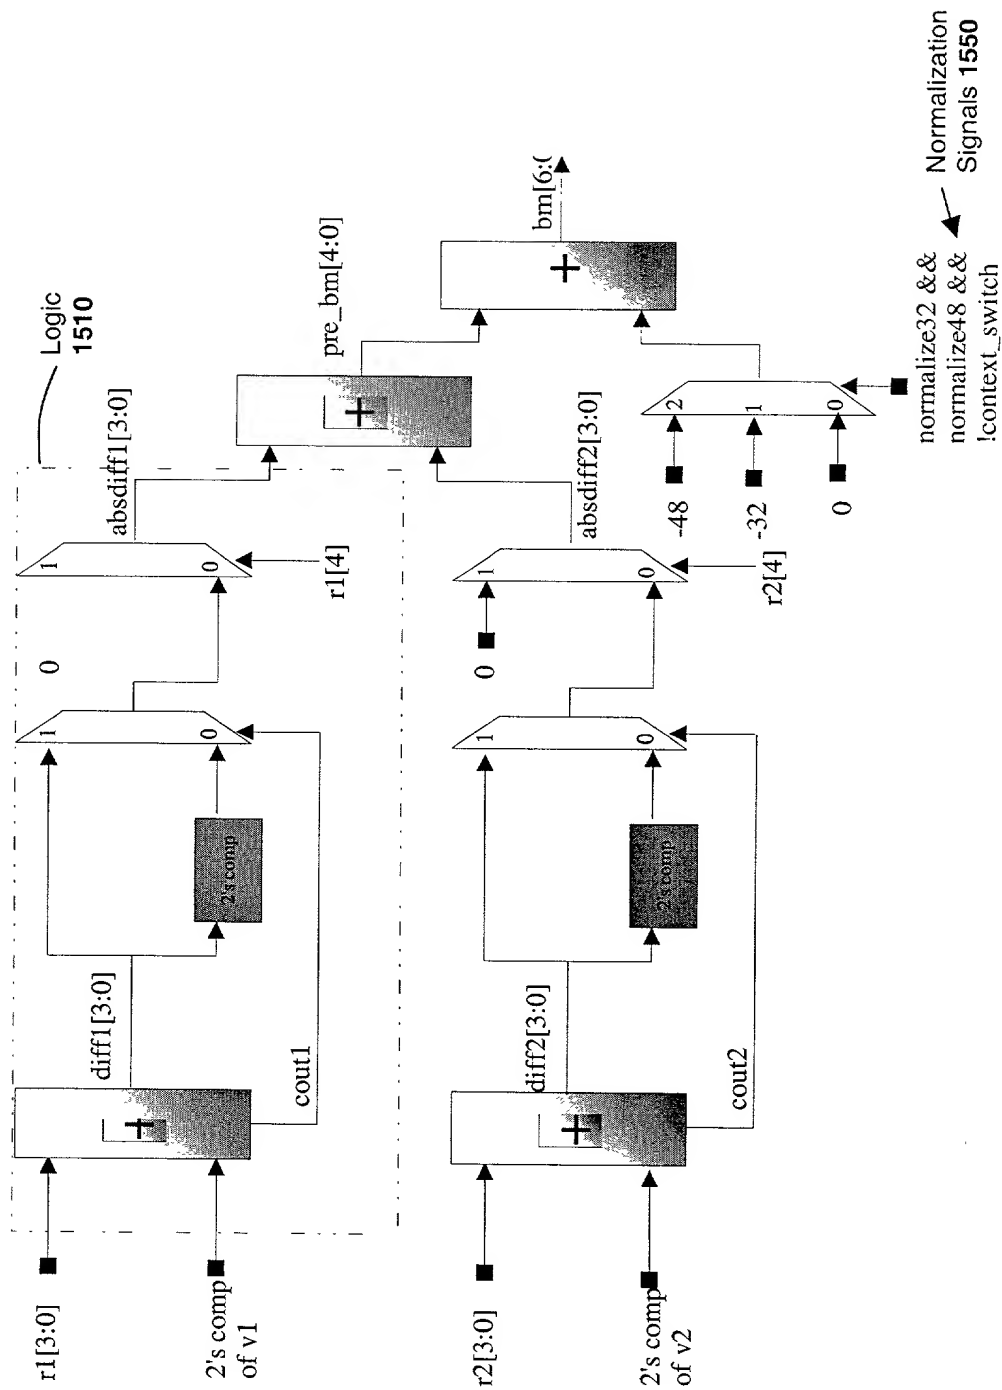 Logic
1510
r1[3:0]
2's comp
of v1
+
diff1[3:0]
cout1
2's comp
1
0
0
1
0
r1[4]
absdiff1[3:0]
+
pre_bm[4:0]
r2[3:0]
2's comp
of v2
+
diff2[3:0]
cout2
2's comp
1
0
0
1
0
r2[4]
absdiff2[3:0]
-48
-32
0
2
1
0
+
bm[6:(
normalize32 &&
normalize48 &&
!context_switch
Normalization
Signals 1550